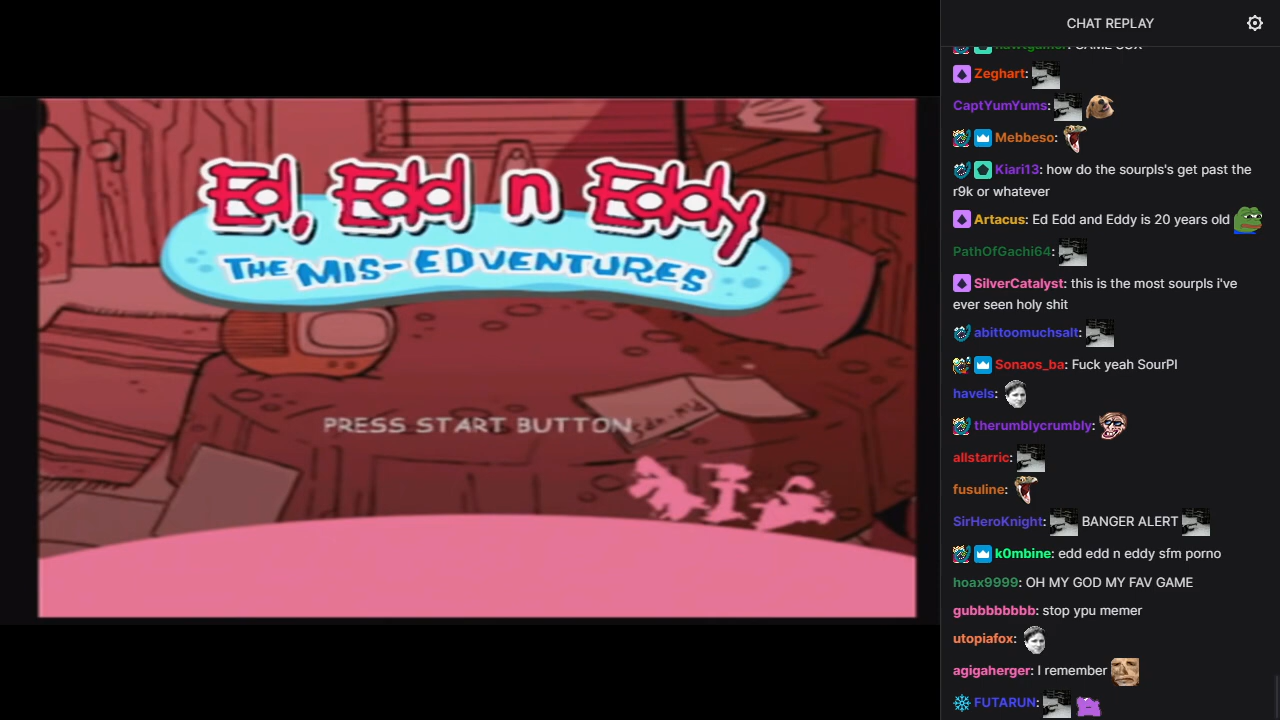 CHAT REPLAY
Zeghart:
CaptYumYums:
Mebbeso:
Kiari13: how do the sourpls's get past the
r9k or whatever
Artacus: Ed Edd and Eddy is 20 years old
PathOfGachi64:
SilverCatalyst: this is the most sourpls i've
ever seen holy shit
abittoomuchsalt:
Sonaos_ba: Fuck yeah SourPl
havels:
therumblycrumbly:
allstarric:
fusuline:
SirHeroKnight: BANGER ALERT
k0mbine: edd edd n eddy sfm porno
hoax9999: OH MY GOD MY FAV GAME
gubbbbbbbb: stop ypu memer
utopiafox:
agigaherger: I remember
FUTARUN:
Ed, Edd n Eddy
THE MIS-EDVENTURES
PRESS START BUTTON